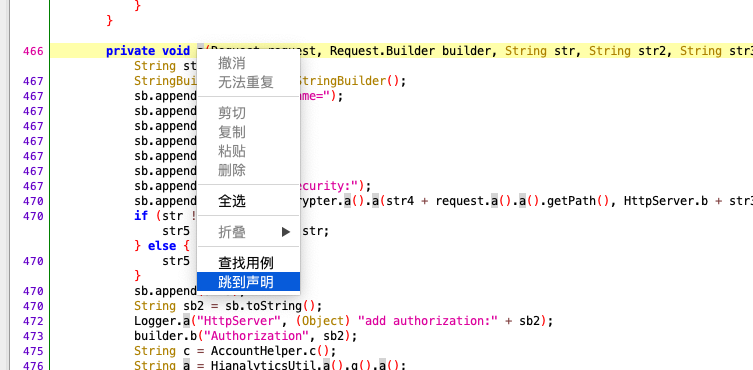 }
}
466 private void a(Request request, Request.Builder builder, String str, String str2, String str3
String st
467 StringBui StringBuilder();
467 sb.append ame=");
467 sb.append
467 sb.append
467 sb.append
467 sb.append
467 sb.append ecurity:");
470 sb.append rypter.a().a(str4 + request.a().a().getPath(), HttpServer.b + str3
470 if (str != str;
str5
} else {
470 str5
}
470 sb.append
470 String sb2 = sb.toString();
472 Logger.a("HttpServer", (Object) "add authorization:" + sb2);
473 builder.b("Authorization", sb2);
475 String c = AccountHelper.c();
476 String a = HianalyticsUtil.a().g().a();
撤消
无法重复
剪切
复制
粘贴
删除
全选
折叠
查找用例
跳到声明